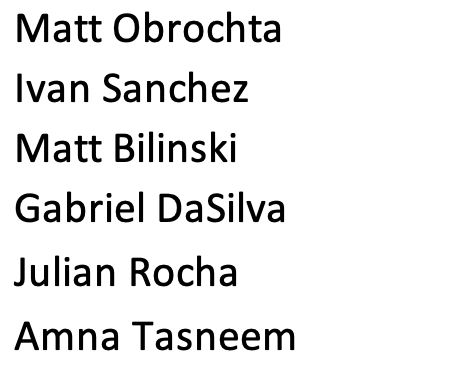 Matt Obrochta
Ivan Sanchez
Matt Bilinski
Gabriel DaSilva
Julian Rocha
Amna Tasneem